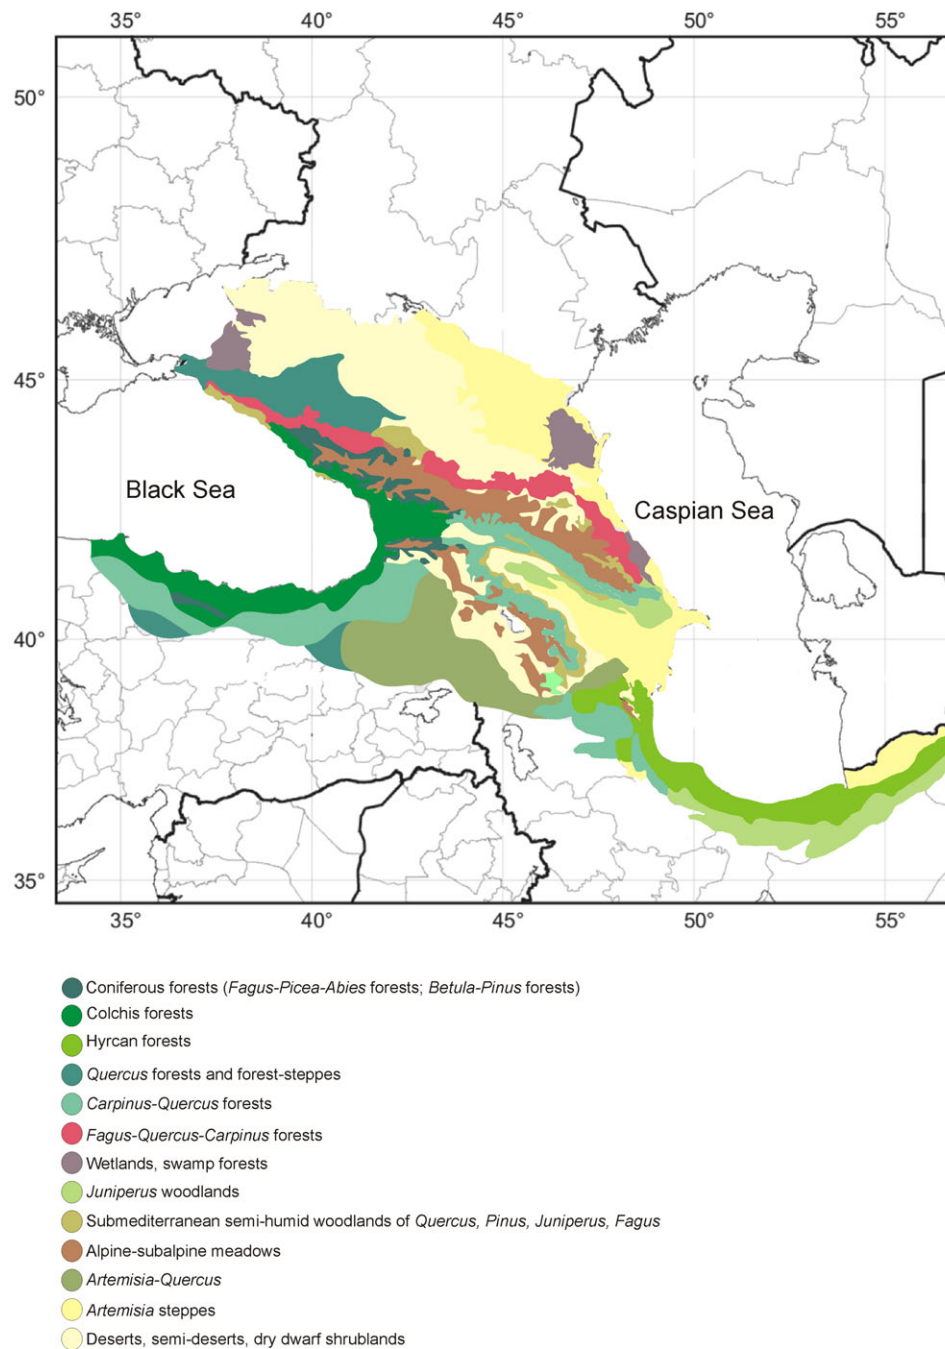 35° 40° 45° 50° 55°
50°
45°
Black Sea
Caspian Sea
40°
35°
35° 40° 45° 50° 55°
Coniferous forests (Fagus-Picea-Abies forests; Betula-Pinus forests)
Colchis forests
Hyrcan forests
Quercus forests and forest-steppes
Carpinus-Quercus forests
Fagus-Quercus-Carpinus forests
Wetlands, swamp forests
Juniperus woodlands
Submediterranean semi-humid woodlands of Quercus, Pinus, Juniperus, Fagus
Alpine-subalpine meadows
Artemisia-Quercus
Artemisia steppes
Deserts, semi-deserts, dry dwarf shrublands